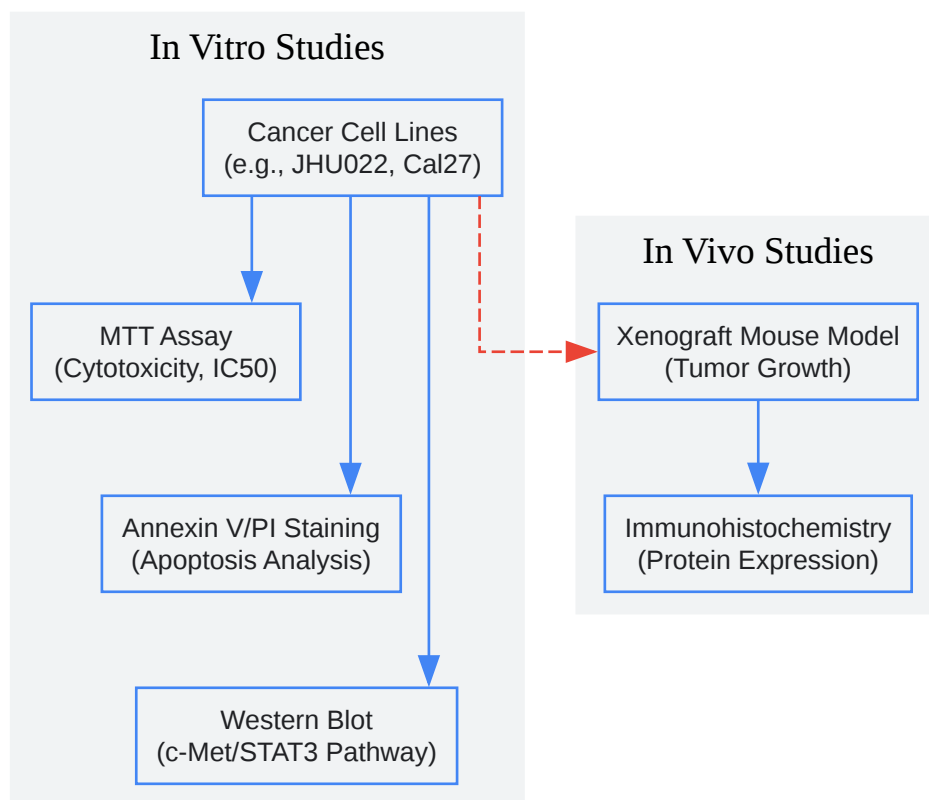 In Vitro Studies
Cancer Cell Lines
(e.g., JHU022, Cal27)
MTT Assay
(Cytotoxicity, IC50)
Annexin V/PI Staining
(Apoptosis Analysis)
Western Blot
(c-Met/STAT3 Pathway)
In Vivo Studies
Xenograft Mouse Model
(Tumor Growth)
Immunohistochemistry
(Protein Expression)